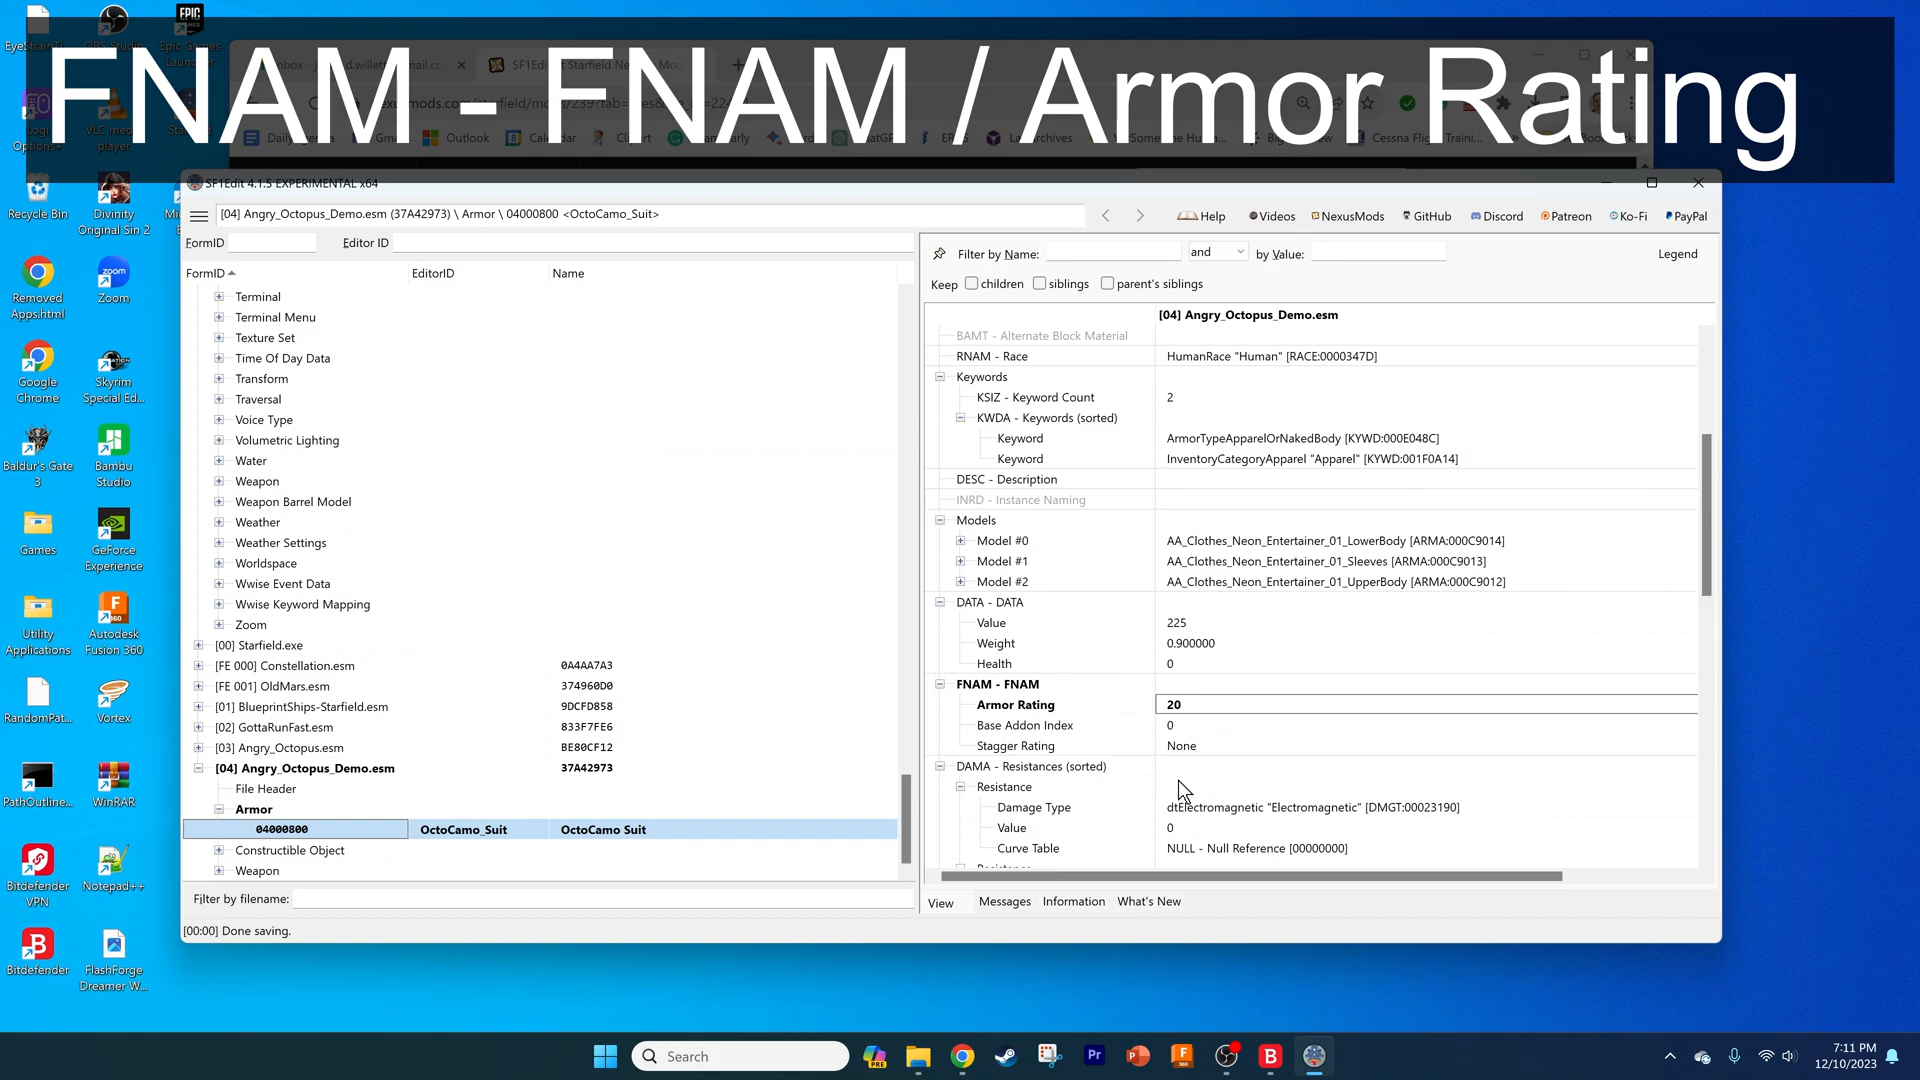 FNAM - FNAM / Armor Rating
SF1Edit 4.1.5 EXPERIMENTAL x64
[04] Angry_Octopus_Demo.esm (37A42973) \ Armor \ 04000800 <OctoCamo_Suit>
Help
Videos
NexusMods
GitHub
Discord
Patreon
Ko-Fi
PayPal
FormID
Editor ID
FormID
EditorID
Name
Terminal
Terminal Menu
Texture Set
Time Of Day Data
Transform
Traversal
Voice Type
Volumetric Lighting
Water
Weapon
Weapon Barrel Model
Weather
Weather Settings
Worldspace
Wwise Event Data
Wwise Keyword Mapping
Zoom
[00] Starfield.exe
[FE 000] Constellation.esm 0A4AA7A3
[FE 001] OldMars.esm 374960D0
[01] BlueprintShips-Starfield.esm 9DCFD858
[02] GottaRunFast.esm 833F7FE6
[03] Angry_Octopus.esm BE80CF12
[04] Angry_Octopus_Demo.esm 37A42973
File Header
Armor
04000800 OctoCamo_Suit OctoCamo Suit
Constructible Object
Weapon
Filter by filename:
[00:00] Done saving.
Filter by Name:
and
by Value:
Legend
Keep
children
siblings
parent's siblings
[04] Angry_Octopus_Demo.esm
BAMT - Alternate Block Material
RNAM - Race HumanRace "Human" [RACE:0000347D]
Keywords
KSIZ - Keyword Count 2
KWDA - Keywords (sorted)
Keyword ArmorTypeApparelOrNakedBody [KYWD:000E048C]
Keyword InventoryCategoryApparel "Apparel" [KYWD:001F0A14]
DESC - Description
INRD - Instance Naming
Models
Model #0 AA_Clothes_Neon_Entertainer_01_LowerBody [ARMA:000C9014]
Model #1 AA_Clothes_Neon_Entertainer_01_Sleeves [ARMA:000C9013]
Model #2 AA_Clothes_Neon_Entertainer_01_UpperBody [ARMA:000C9012]
DATA - DATA
Value 225
Weight 0.900000
Health 0
FNAM - FNAM
Armor Rating 20
Base Addon Index 0
Stagger Rating None
DAMA - Resistances (sorted)
Resistance
Damage Type dtElectromagnetic "Electromagnetic" [DMGT:00023190]
Value 0
Curve Table NULL - Null Reference [00000000]
View
Messages
Information
What's New
Recycle Bin
Divinity
Original Sin 2
Removed
Apps.html
Zoom
Google
Chrome
Skyrim
Special Ed...
Baldur's Gate
3
Bambu
Studio
Games
GeForce
Experience
Utility
Applications
Autodesk
Fusion 360
RandomPat...
Vortex
PathOutline...
WinRAR
Bitdefender
VPN
Notepad++
Bitdefender
FlashForge
Dreamer W...
Search
7:11 PM
12/10/2023